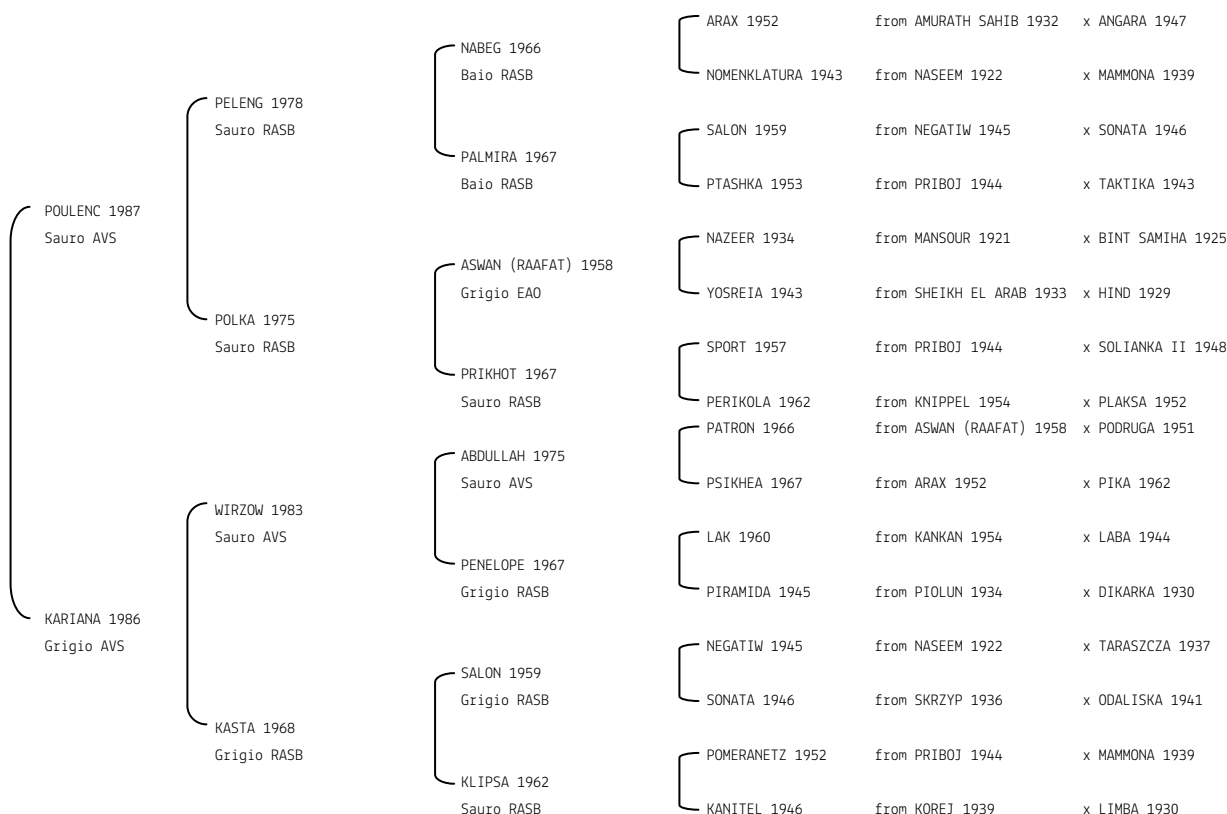 ARAX 1952 from AMURATH SAHIB 1932 x ANGARA 1947
NABEG 1966
Baio RASB
NOMENKLATURA 1943 from NASEEM 1922 x MAMMONA 1939
PELENG 1978
Sauro RASB
SALON 1959 from NEGATIW 1945 x SONATA 1946
PALMIRA 1967
Baio RASB
PTASHKA 1953 from PRIBOJ 1944 x TAKTIKA 1943
POULENC 1987
Sauro AVS
NAZEER 1934 from MANSOUR 1921 x BINT SAMIHA 1925
ASWAN (RAAFAT) 1958
Grigio EAO
YOSREIA 1943 from SHEIKH EL ARAB 1933 x HIND 1929
POLKA 1975
Sauro RASB
SPORT 1957 from PRIBOJ 1944 x SOLIANKA II 1948
PRIKHOT 1967
Sauro RASB
PERIKOLA 1962 from KNIPPEL 1954 x PLAKSA 1952
PATRON 1966 from ASWAN (RAAFAT) 1958 x PODRUGA 1951
ABDULLAH 1975
Sauro AVS
PSIKHEA 1967 from ARAX 1952 x PIKA 1962
WIRZOW 1983
Sauro AVS
LAK 1960 from KANKAN 1954 x LABA 1944
PENELOPE 1967
Grigio RASB
PIRAMIDA 1945 from PIOLUN 1934 x DIKARKA 1930
KARIANA 1986
Grigio AVS
NEGATIW 1945 from NASEEM 1922 x TARASZCZA 1937
SALON 1959
Grigio RASB
SONATA 1946 from SKRZYP 1936 x ODALISKA 1941
KASTA 1968
Grigio RASB
POMERANETZ 1952 from PRIBOJ 1944 x MAMMONA 1939
KLIPSA 1962
Sauro RASB
KANITEL 1946 from KOREJ 1939 x LIMBA 1930